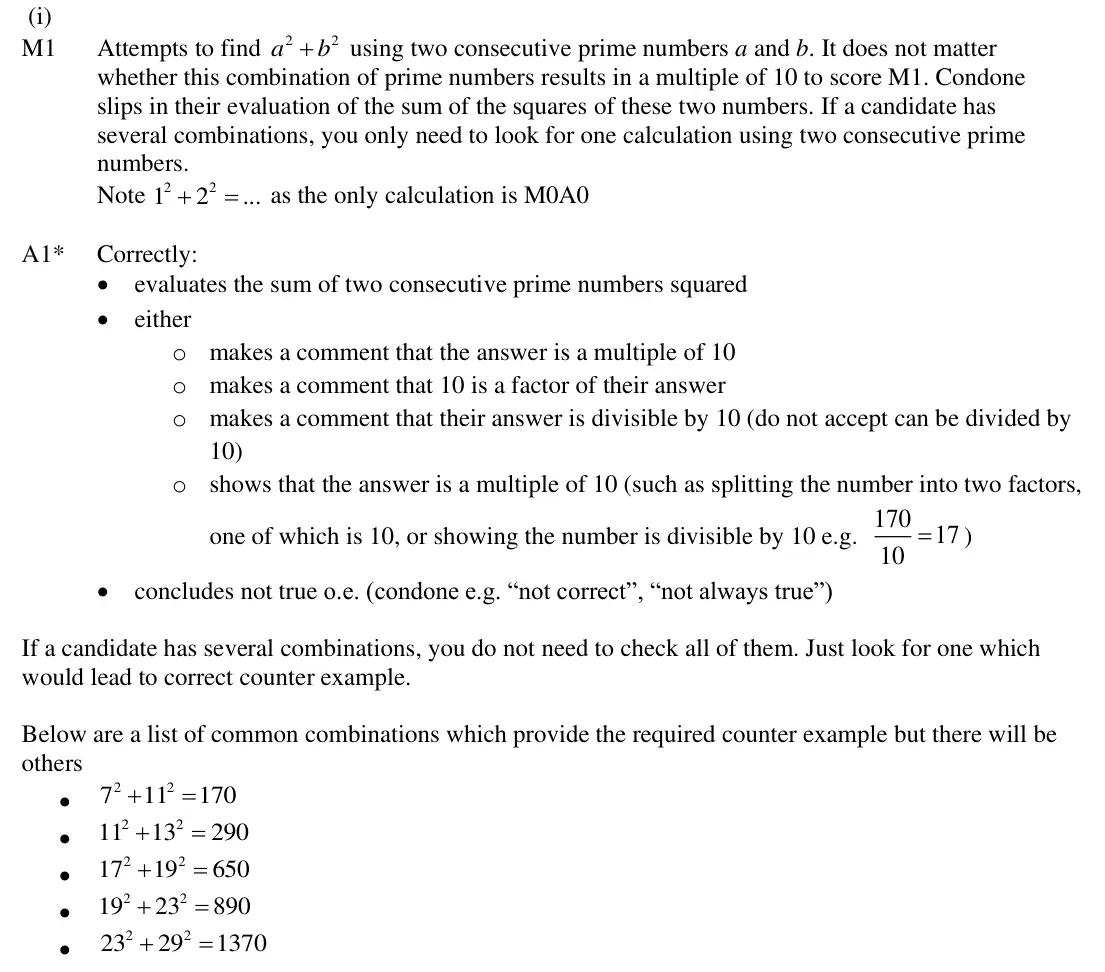 (i)
M1 Attempts to find a² + b² using two consecutive prime numbers a and b. It does not matter
whether this combination of prime numbers results in a multiple of 10 to score M1. Condone
slips in their evaluation of the sum of the squares of these two numbers. If a candidate has
several combinations, you only need to look for one calculation using two consecutive prime
numbers.
Note 1² + 2² = ... as the only calculation is M0A0
A1* Correctly:
• evaluates the sum of two consecutive prime numbers squared
• either
o makes a comment that the answer is a multiple of 10
o makes a comment that 10 is a factor of their answer
o makes a comment that their answer is divisible by 10 (do not accept can be divided by
10)
o shows that the answer is a multiple of 10 (such as splitting the number into two factors,
one of which is 10, or showing the number is divisible by 10 e.g. 170/10 = 17 )
• concludes not true o.e. (condone e.g. “not correct”, “not always true”)
If a candidate has several combinations, you do not need to check all of them. Just look for one which
would lead to correct counter example.
Below are a list of common combinations which provide the required counter example but there will be
others
• 7² + 11² = 170
• 11² + 13² = 290
• 17² + 19² = 650
• 19² + 23² = 890
• 23² + 29² = 1370